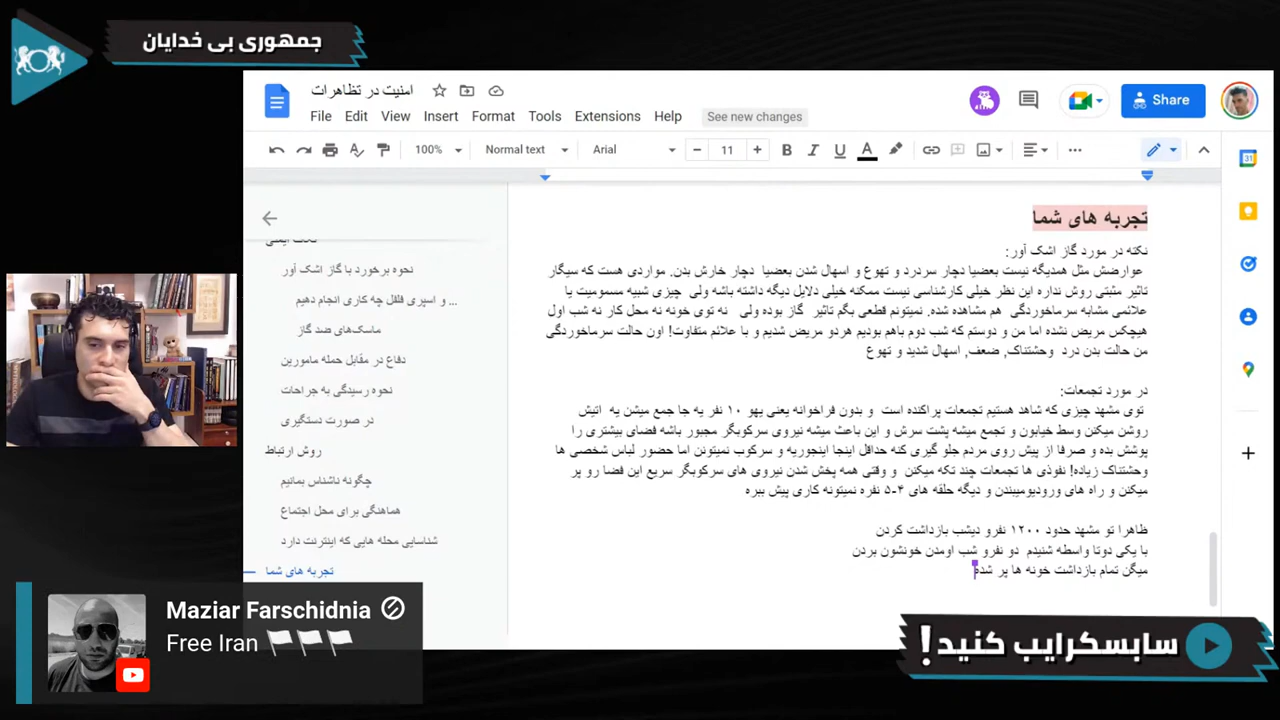 جمهوری بی خدایان
امنیت در تظاهرات
File Edit View Insert Format Tools Extensions Help See new changes
Share
100% Normal text Arial 11
نحوه برخورد با گاز اشک آور
و اسپری فلفل چه کاری انجام دهیم ...
ماسک‌های ضد گاز
دفاع در مقابل حمله مامورین
نحوه رسیدگی به جراحات
در صورت دستگیری
روش ارتباط
چگونه ناشناس بمانیم
هماهنگی برای محل اجتماع
شناسایی محله هایی که اینترنت دارد
تجربه های شما
تجربه های شما
نکته در مورد گاز اشک آور:
عوارضش مثل همدیگه نیست بعضیا دچار سردرد و تهوع و اسهال شدن بعضیا دچار خارش بدن. مواردی هست که سیگار
تاثیر مثبتی روش نداره این نظر خیلی کارشناسی نیست ممکنه خیلی دلایل دیگه داشته باشه ولی چیزی شبیه مسمومیت یا
علائمی مشابه سرماخوردگی هم مشاهده شده. نمیتونم قطعی بگم تاثیر گاز بوده ولی نه توی خونه نه محل کار نه شب اول
هیچکس مریض نشده اما من و دوستم که شب دوم باهم بودیم هردو مریض شدیم و با علائم متفاوت! اون حالت سرماخوردگی
من حالت بدن درد وحشتناک, ضعف, اسهال شدید و تهوع
در مورد تجمعات:
توی مشهد چیزی که شاهد هستیم تجمعات پراکنده است و بدون فراخوانه یعنی یهو ۱۰ نفر یه جا جمع میشن یه اتیش
روشن میکنن وسط خیابون و تجمع میشه پشت سرش و این باعث میشه نیروی سرکوبگر مجبور باشه فضای بیشتری را
پوشش بده و صرفا از پیش روی مردم جلو گیری کنه حداقل اینجا اینجوریه و سرکوب نمیتونن اما حضور لباس شخصی ها
وحشتناک زیاده! نفوذی ها تجمعات چند تکه میکنن و وقتی همه پخش شدن نیروی های سرکوبگر سریع این فضا رو پر
میکنن و راه های ورودیومیبندن و دیگه حلقه های ۴-۵ نفره نمیتونه کاری پیش ببره
ظاهرا تو مشهد حدود ۱۲۰۰ نفرو دیشب بازداشت کردن
با یکی دوتا واسطه شنیدم دو نفرو شب اومدن خونشون بردن
میگن تمام بازداشت خونه ها پر شده
Maziar Farschidnia
Free Iran
سابسکرایب کنید!